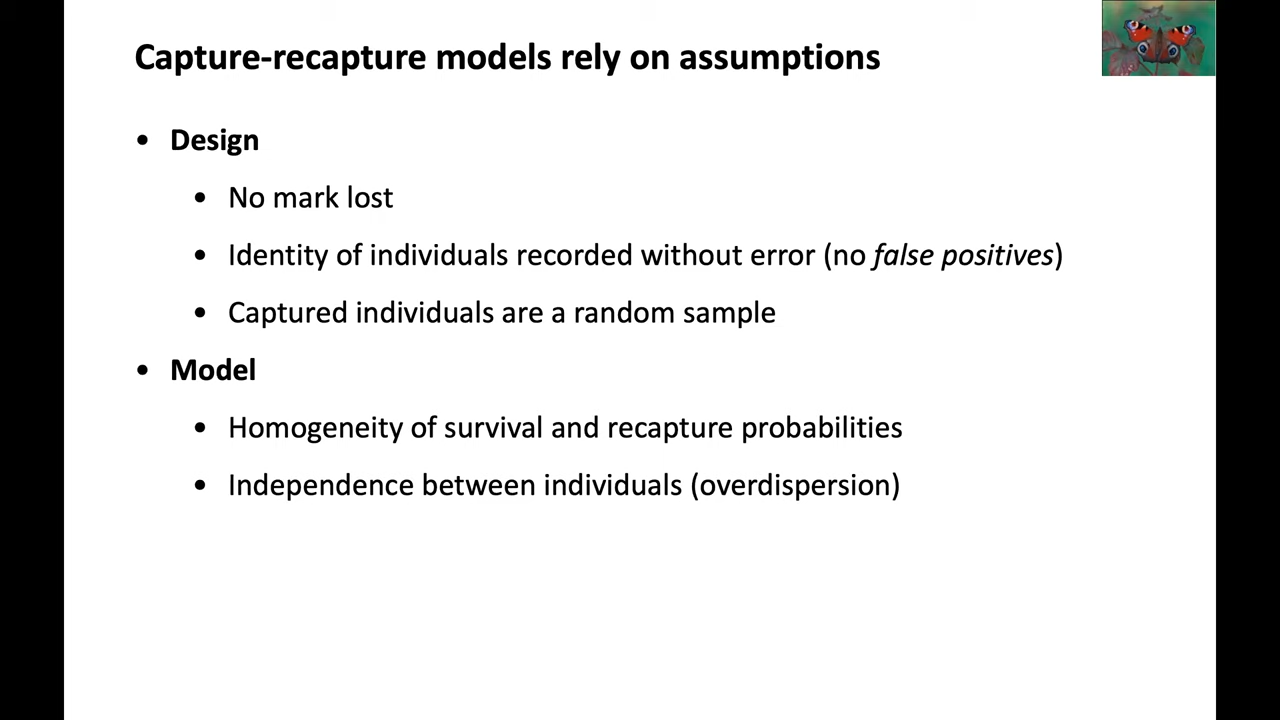 Capture-recapture models rely on assumptions
• Design
• No mark lost
• Identity of individuals recorded without error (no false positives)
• Captured individuals are a random sample
• Model
• Homogeneity of survival and recapture probabilities
• Independence between individuals (overdispersion)